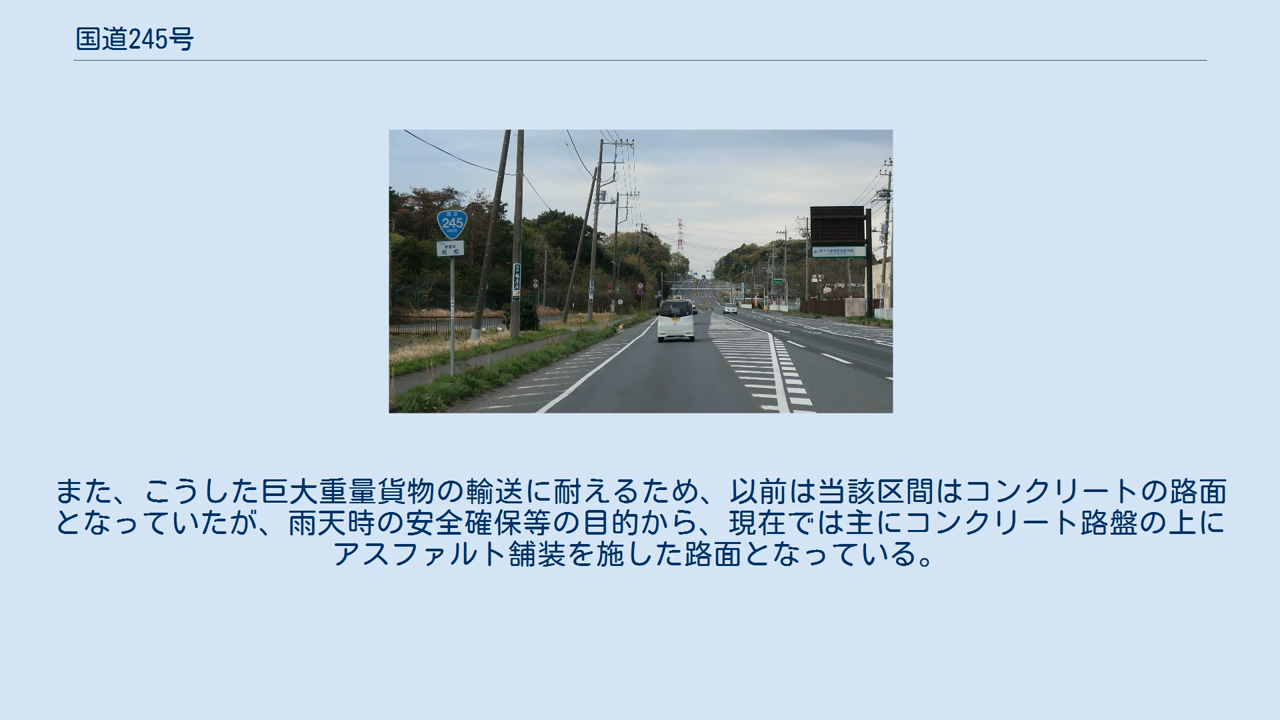 国道245号
245
村 松
また、こうした巨大重量貨物の輸送に耐えるため、以前は当該区間はコンクリートの路面
となっていたが、雨天時の安全確保等の目的から、現在では主にコンクリート路盤の上に
アスファルト舗装を施した路面となっている。